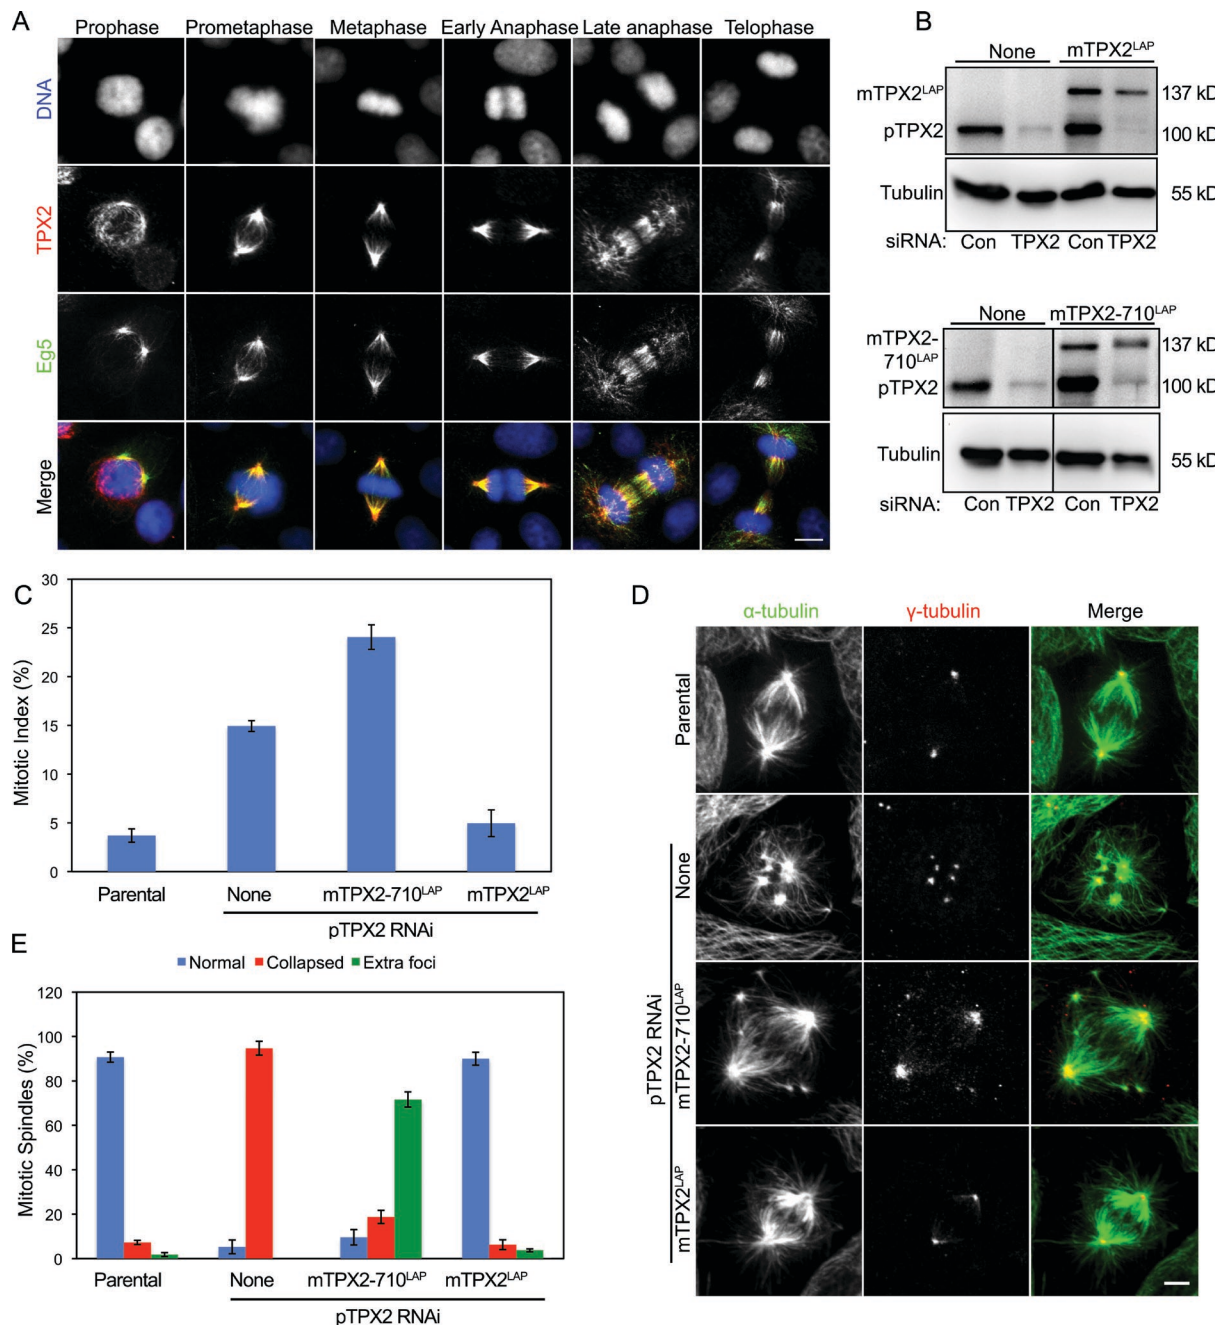 A
Prophase Prometaphase Metaphase Early Anaphase Late anaphase Telophase
DNA
TPX2
Eg5
Merge
B
None mTPX2LAP
mTPX2LAP 137 kD
pTPX2 100 kD
Tubulin 55 kD
siRNA: Con TPX2 Con TPX2
None mTPX2-710LAP
mTPX2-
710LAP 137 kD
pTPX2 100 kD
Tubulin 55 kD
siRNA: Con TPX2 Con TPX2
C
Mitotic Index (%)
30
25
20
15
10
5
0
Parental None mTPX2-710LAP mTPX2LAP
pTPX2 RNAi
D
α-tubulin γ-tubulin Merge
Parental
None
mTPX2-710LAP
mTPX2LAP
pTPX2 RNAi
E
Normal Collapsed Extra foci
Mitotic Spindles (%)
120
100
80
60
40
20
0
Parental None mTPX2-710LAP mTPX2LAP
pTPX2 RNAi